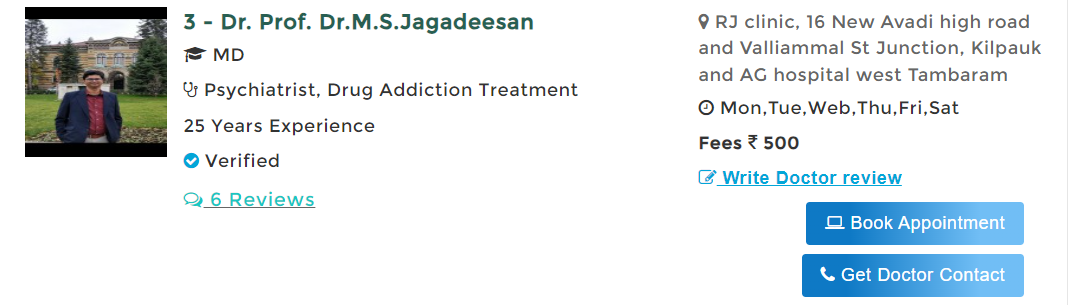 3 - Dr. Prof. Dr.M.S.Jagadeesan
MD
Psychiatrist, Drug Addiction Treatment
25 Years Experience
Verified
6 Reviews
RJ clinic, 16 New Avadi high road
and Valliammal St Junction, Kilpauk
and AG hospital west Tambaram
Mon,Tue,Web,Thu,Fri,Sat
Fees ₹ 500
Write Doctor review
Book Appointment
Get Doctor Contact